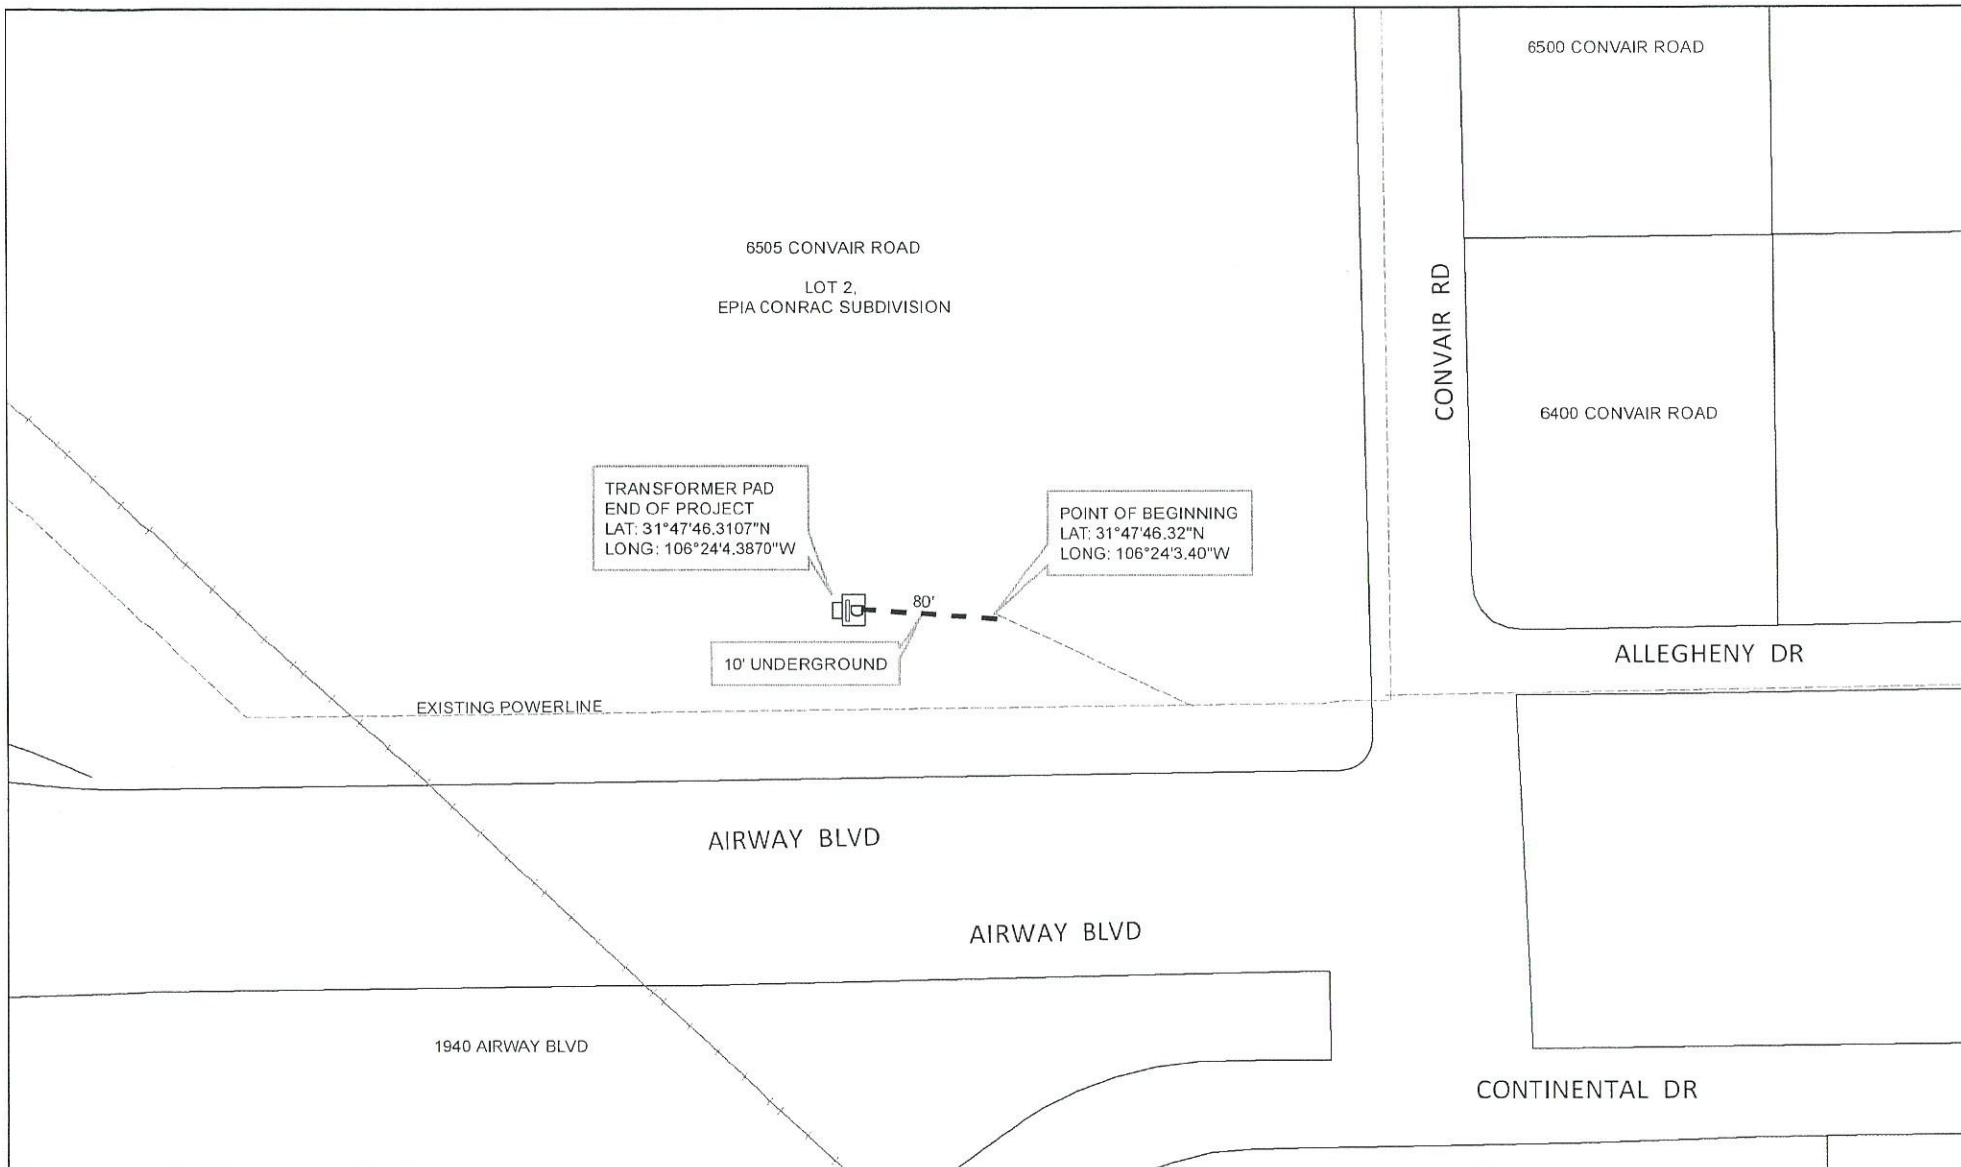 6500 CONVAIR ROAD
6505 CONVAIR ROAD
LOT 2,
EPIA CONRAC SUBDIVISION
CONVAIR RD
6400 CONVAIR ROAD
TRANSFORMER PAD
END OF PROJECT
LAT: 31°47'46.3107"N
LONG: 106°24'4.3870"W
POINT OF BEGINNING
LAT: 31°47'46.32"N
LONG: 106°24'3.40"W
80'
10' UNDERGROUND
ALLEGHENY DR
EXISTING POWERLINE
AIRWAY BLVD
AIRWAY BLVD
1940 AIRWAY BLVD
CONTINENTAL DR